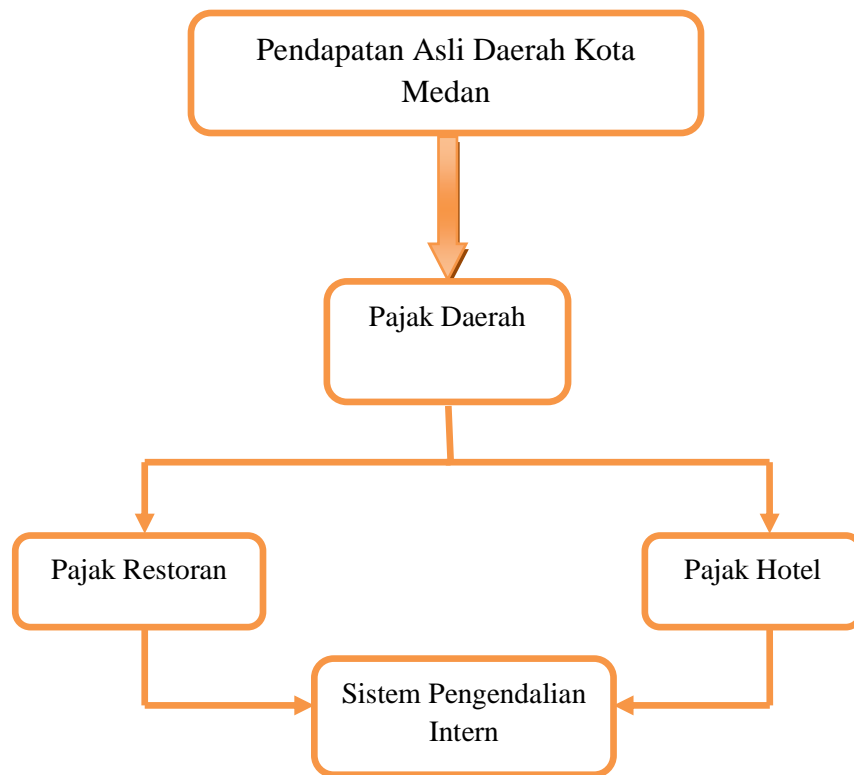 Pendapatan Asli Daerah Kota
Medan
Pajak Daerah
Pajak Restoran
Pajak Hotel
Sistem Pengendalian
Intern